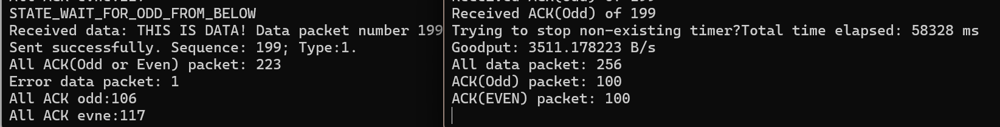 STATE_WAIT_FOR_ODD_FROM_BELOW
Received data: THIS IS DATA! Data packet number 199
Sent successfully. Sequence: 199; Type:1.
All ACK(Odd or Even) packet: 223
Error data packet: 1
All ACK odd:106
All ACK evne:117
Received ACK(Odd) of 199
Trying to stop non-existing timer?Total time elapsed: 58328 ms
Goodput: 3511.178223 B/s
All data packet: 256
ACK(Odd) packet: 100
ACK(EVEN) packet: 100